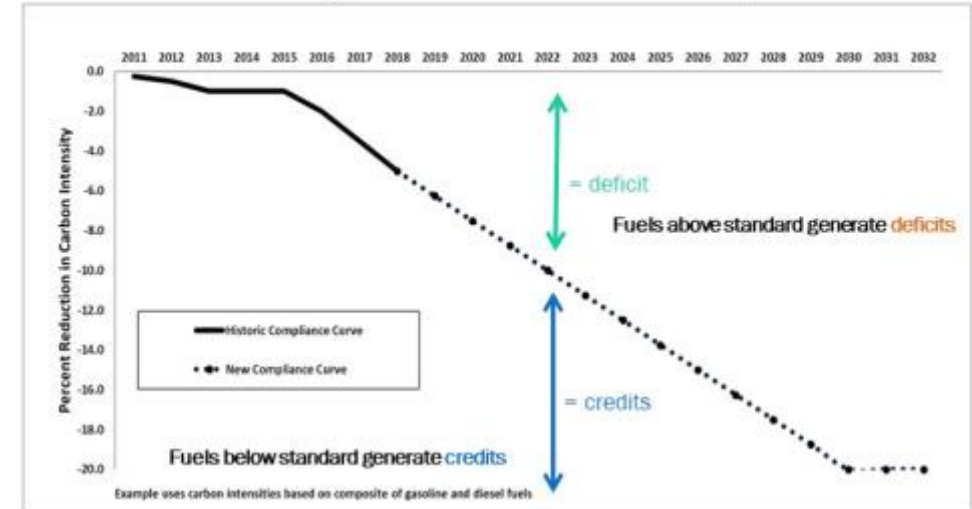 2011 2012 2013 2014 2015 2016 2017 2018 2019 2020 2021 2022 2023 2024 2025 2026 2027 2028 2029 2030 2031 2032
Percent Reduction in Carbon Intensity
0.0
-2.0
-4.0
-6.0
-8.0
-10.0
-12.0
-14.0
-16.0
-18.0
-20.0
= deficit
Fuels above standard generate deficits
Historic Compliance Curve
New Compliance Curve
= credits
Fuels below standard generate credits
Example uses carbon intensities based on composite of gasoline and diesel fuels